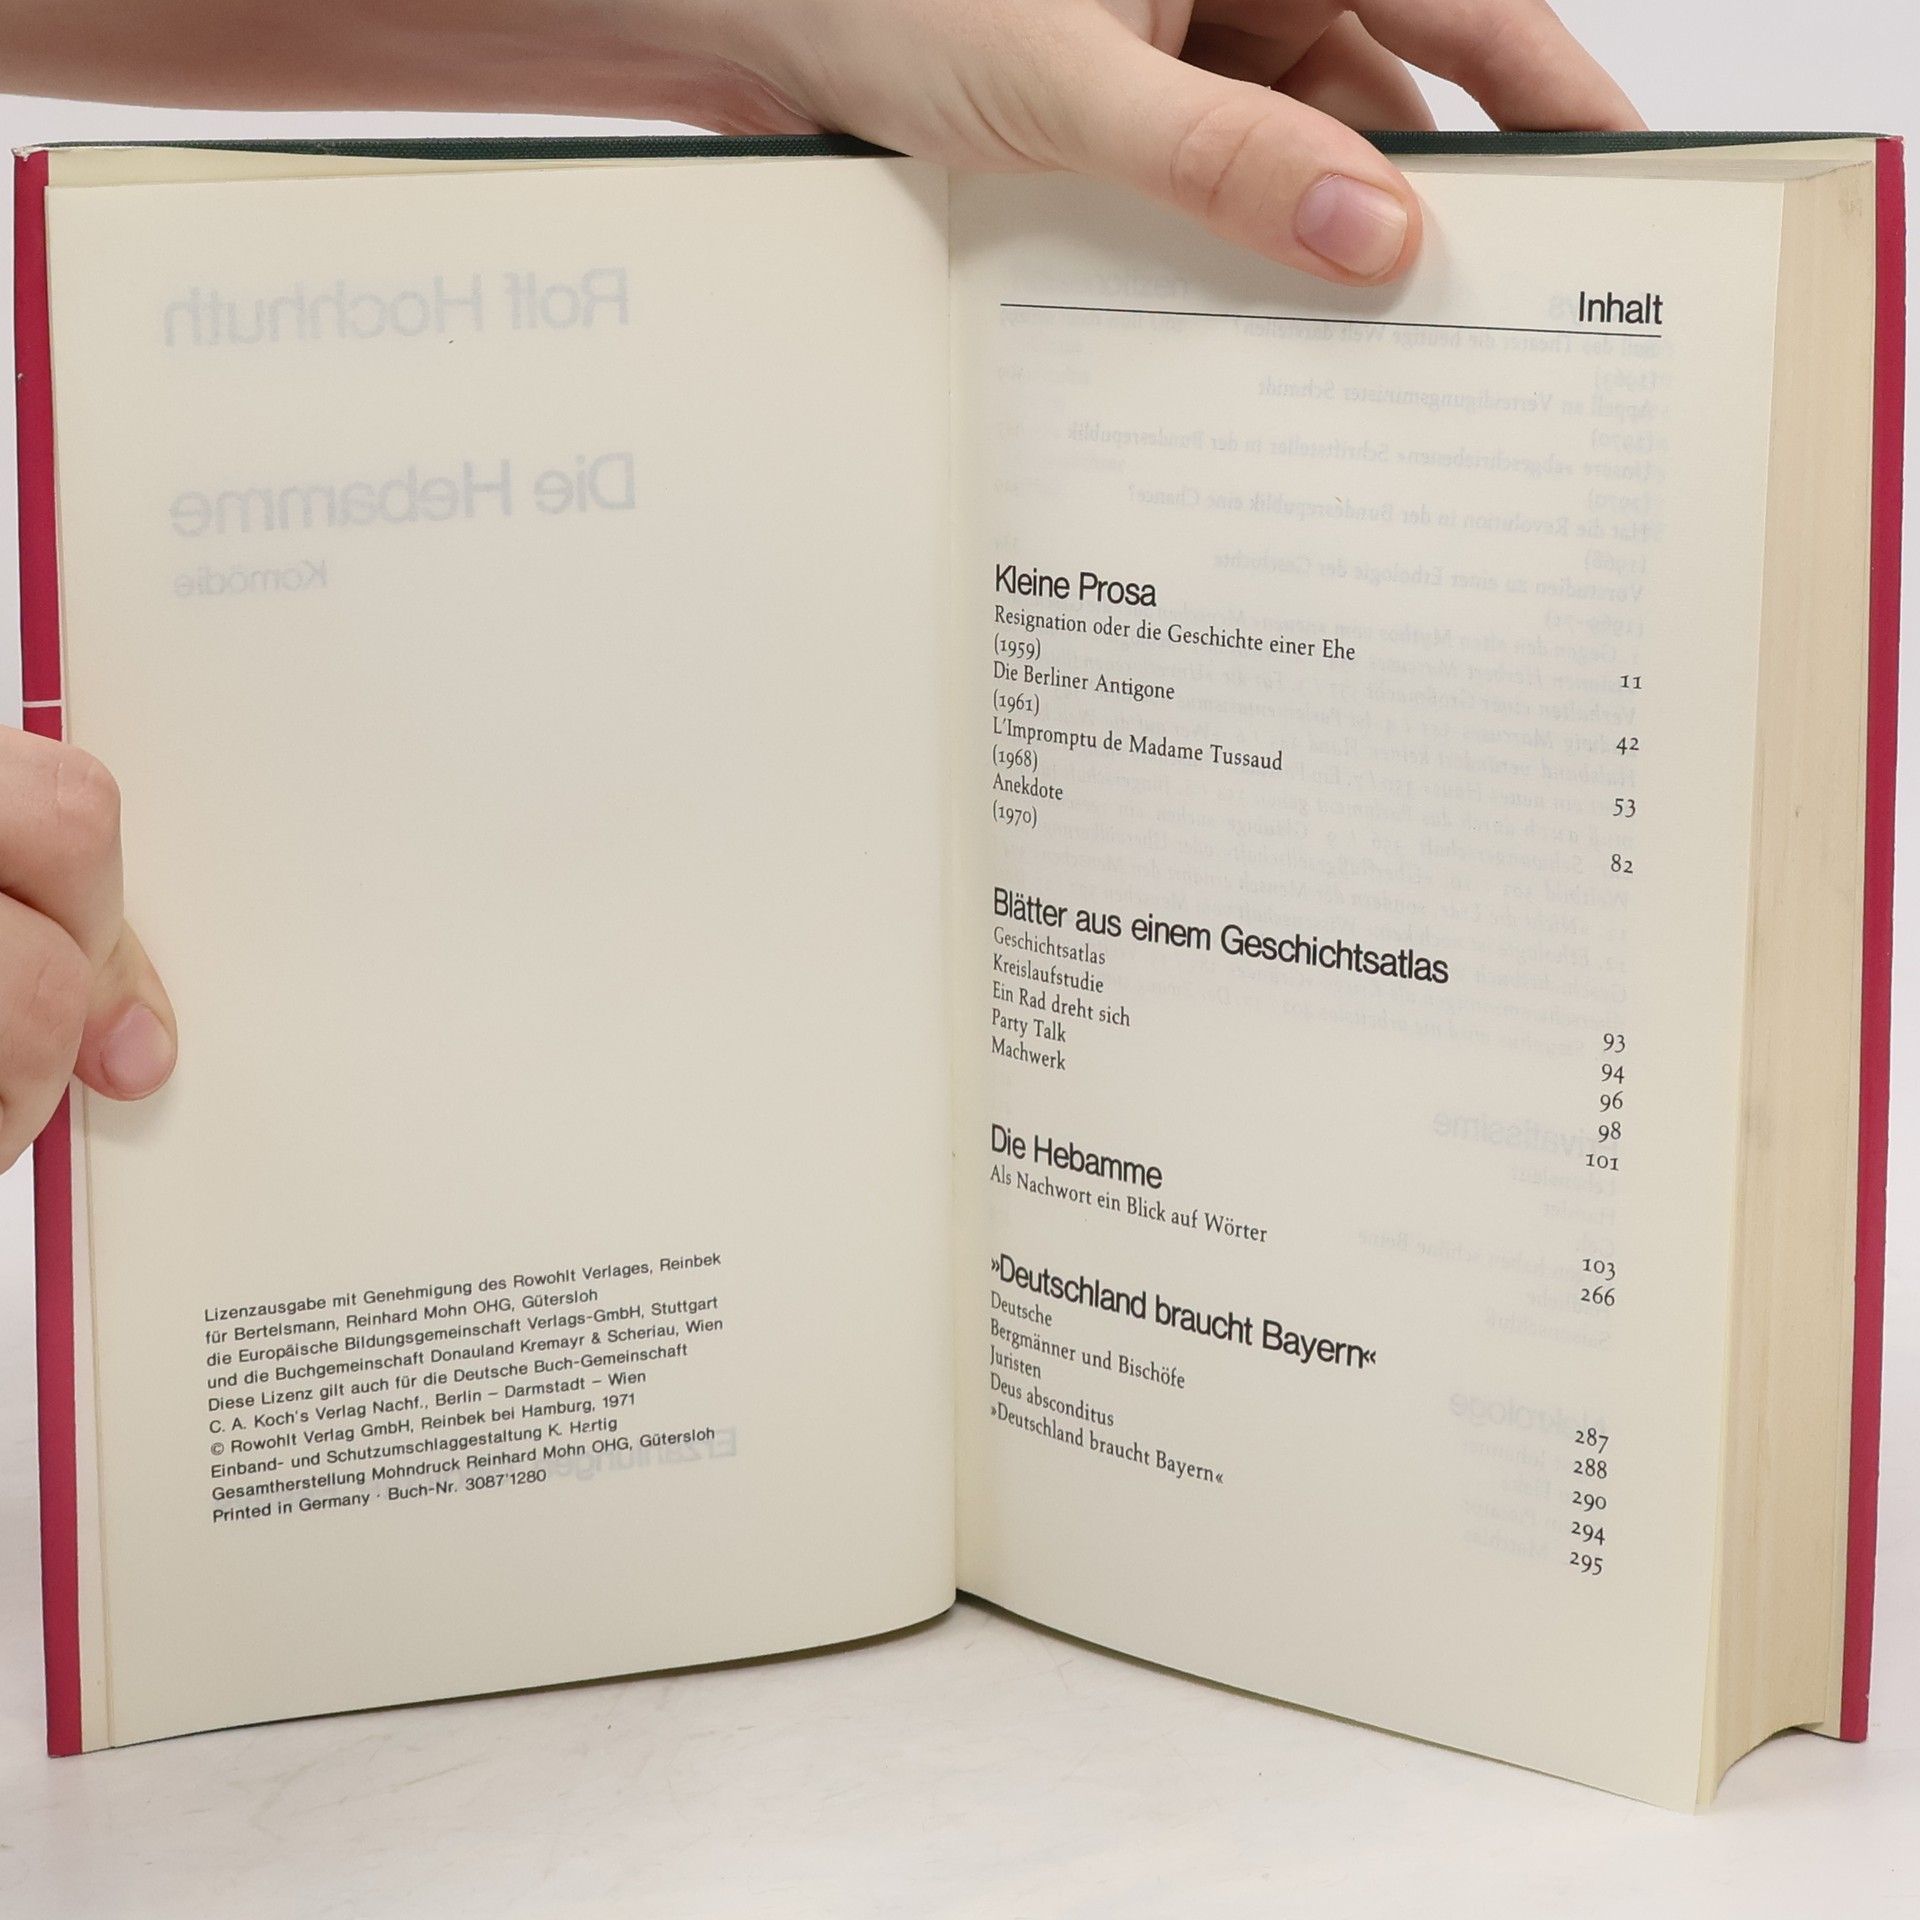 Rolf Hochhuth
Die Hebamme
Komödie
Lizenzausgabe mit Genehmigung des Rowohlt Verlages, Reinbek
für Bertelsmann, Reinhard Mohn OHG, Gütersloh
die Europäische Bildungsgemeinschaft Verlags-GmbH, Stuttgart
und die Buchgemeinschaft Donauland Kremayr & Scheriau, Wien
Diese Lizenz gilt auch für die Deutsche Buch-Gemeinschaft
C. A. Koch's Verlag Nachf., Berlin – Darmstadt – Wien
© Rowohlt Verlag GmbH, Reinbek bei Hamburg, 1971
Einband- und Schutzumschlaggestaltung K. Hartig
Gesamtherstellung Mohndruck Reinhard Mohn OHG, Gütersloh
Printed in Germany · Buch-Nr. 3087'1280
Inhalt
Kleine Prosa
Resignation oder die Geschichte einer Ehe
(1959) 11
Die Berliner Antigone
(1961) 42
L'Impromptu de Madame Tussaud
(1968) 53
Anekdote
(1970) 82
Blätter aus einem Geschichtsatlas
Geschichtsatlas 93
Kreislaufstudie 94
Ein Rad dreht sich 96
Party Talk 98
Machwerk 101
Die Hebamme 103
Als Nachwort ein Blick auf Wörter 266
»Deutschland braucht Bayern«
Deutsche 287
Bergmänner und Bischöfe 288
Juristen 290
Deus absconditus 294
»Deutschland braucht Bayern« 295